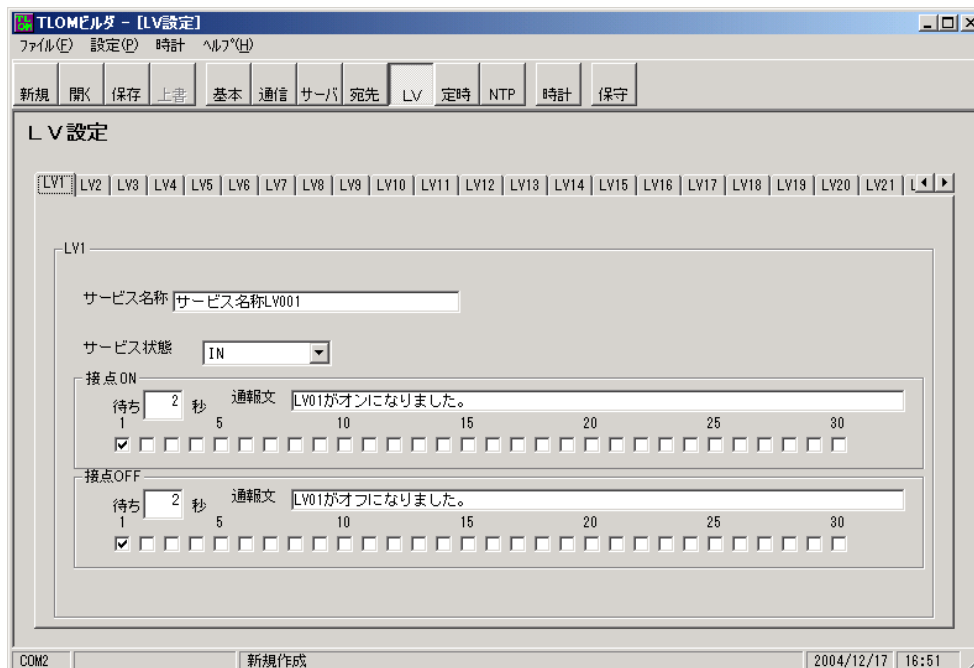 TLOMビルダ - [LV設定]
ファイル(F) 設定(P) 時計 ヘルプ(H)
新規 開く 保存 上書 基本 通信 サーバ 宛先 LV 定時 NTP 時計 保守
LV設定
LV1 LV2 LV3 LV4 LV5 LV6 LV7 LV8 LV9 LV10 LV11 LV12 LV13 LV14 LV15 LV16 LV17 LV18 LV19 LV20 LV21
LV1
サービス名称 サービス名称LV001
サービス状態 IN
接点ON
待ち 2 秒 通報文 LV01がオンになりました。
1 5 10 15 20 25 30
接点OFF
待ち 2 秒 通報文 LV01がオフになりました。
1 5 10 15 20 25 30
COM2 新規作成 2004/12/17 16:51